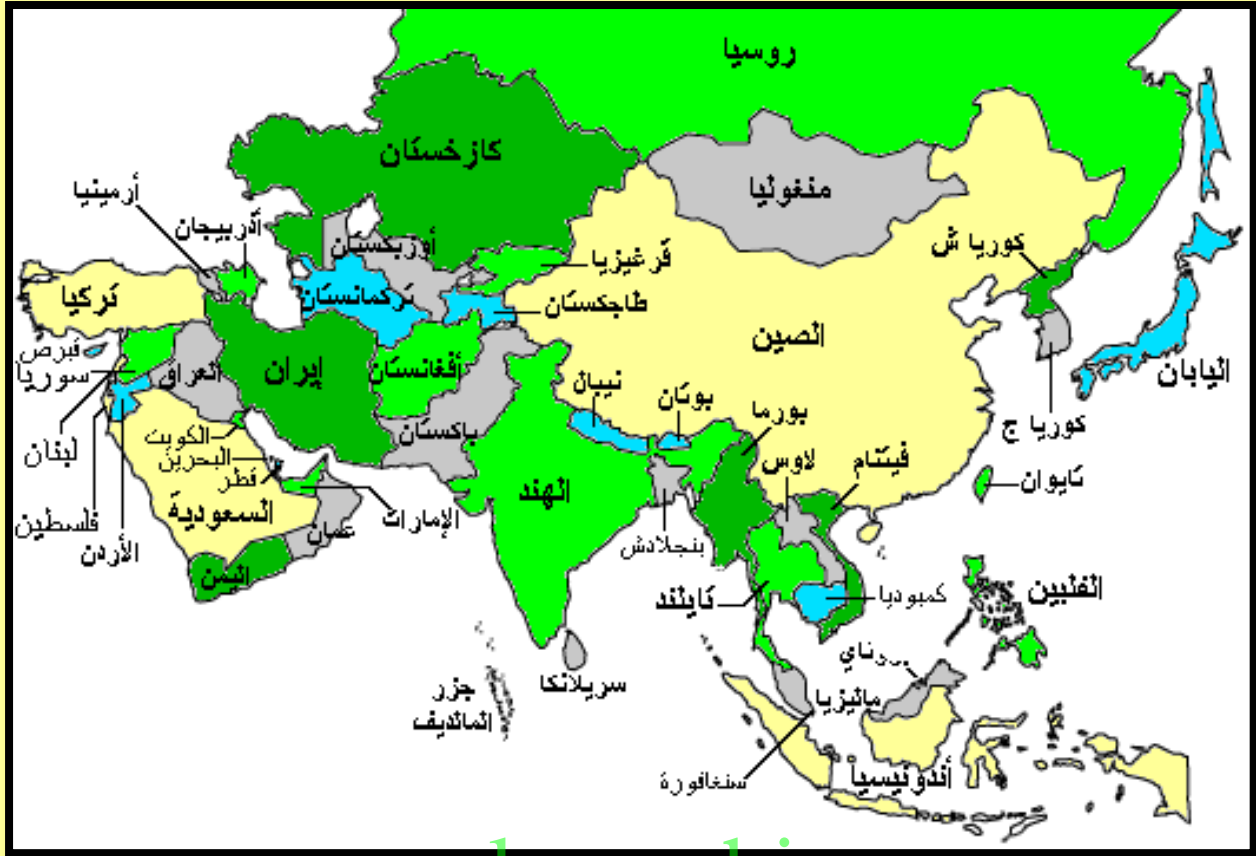 روسيا
كازخستان
منغوليا
أرمينيا
أذربيجان
أوزبكستان
قرغيزيا
كوريا ش
تركيا
تركمانستان
طاجكستان
الصين
قبرص
سوريا
العراق
إيران
أفغانستان
اليابان
نيبال
بوتان
بورما
كوريا ج
لبنان
الكويت
البحرين
قطر
باكستان
لاوس
فيتنام
تايوان
فلسطين
الأردن
السعودية
الإمارات
عمان
الهند
بنجلادش
اليمن
تايلند
كمبوديا
الفلبين
سريلانكا
جزر
المالديف
ماليزيا
سنغافورة
أندونيسيا